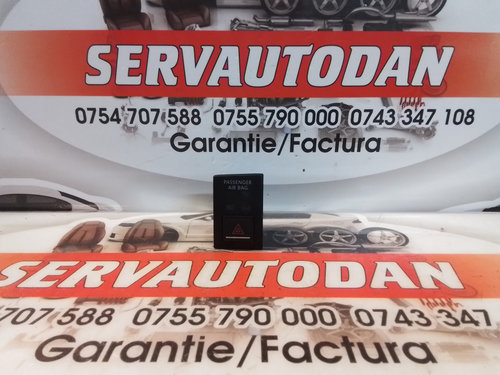 SERVAUTODAN
0754 707 588 0755 790 000 0743 347 108
Garantie/Factura
PASSENGER
AIR BAG
SERVAUTODAN
707 588 0755 790 000 0743 347
Garantie/Factura